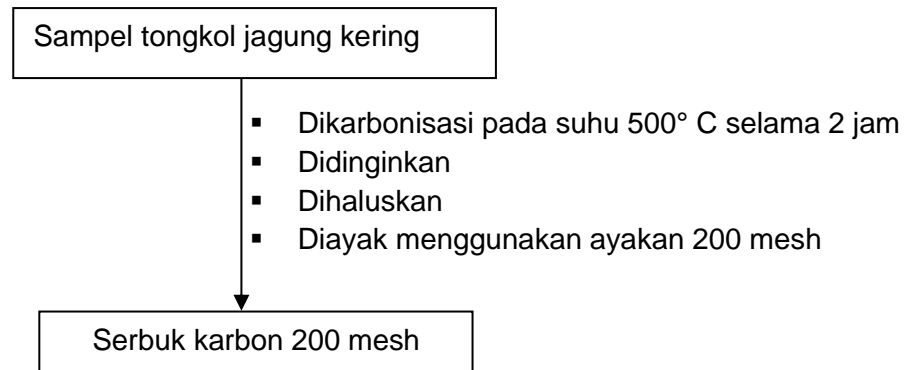 Sampel tongkol jagung kering
▪ Dikarbonisasi pada suhu 500° C selama 2 jam
▪ Didinginkan
▪ Dihaluskan
▪ Diayak menggunakan ayakan 200 mesh
Serbuk karbon 200 mesh